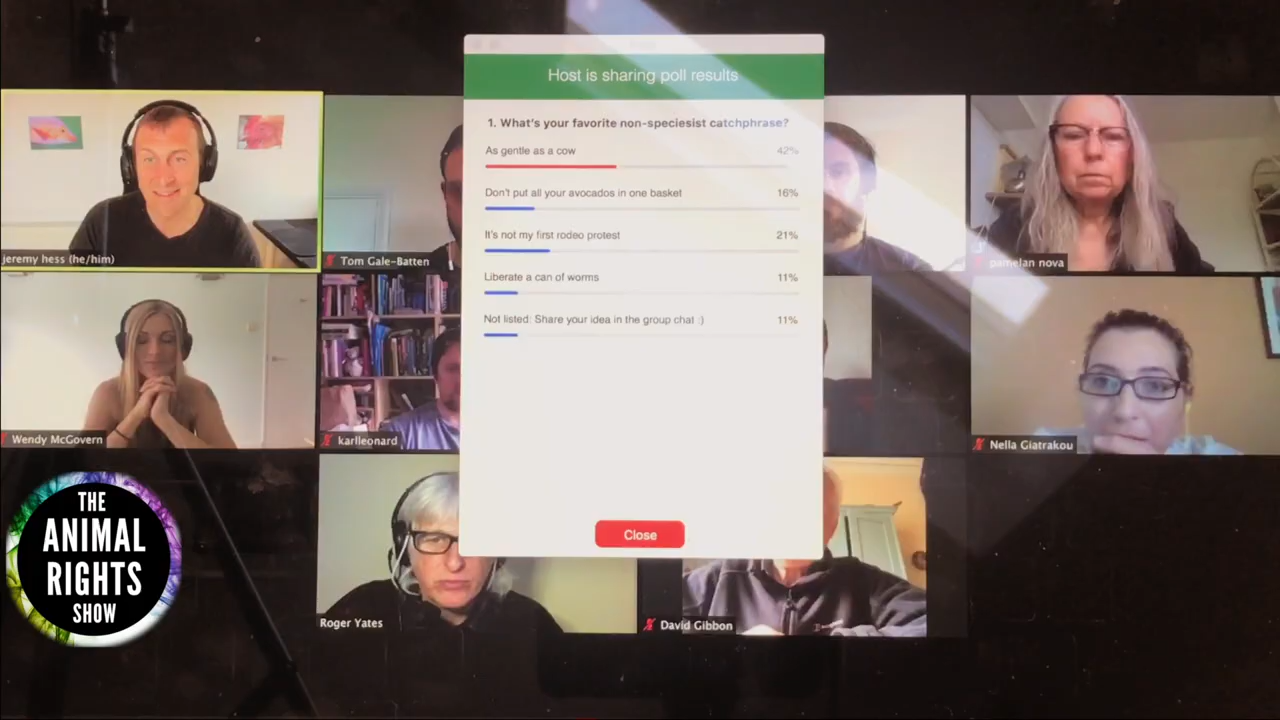 Host is sharing poll results
1. What's your favorite non-speciesist catchphrase?
As gentle as a cow 42%
Don't put all your avocados in one basket 16%
It's not my first rodeo protest 21%
Liberate a can of worms 11%
Not listed: Share your idea in the group chat :) 11%
Close
jeremy hess (he/him)
Tom Gale-Batten
pamelan nova
Wendy McGovern
karlleonard
Nella Giatrakou
Roger Yates
David Gibbon
THE
ANIMAL
RIGHTS
SHOW